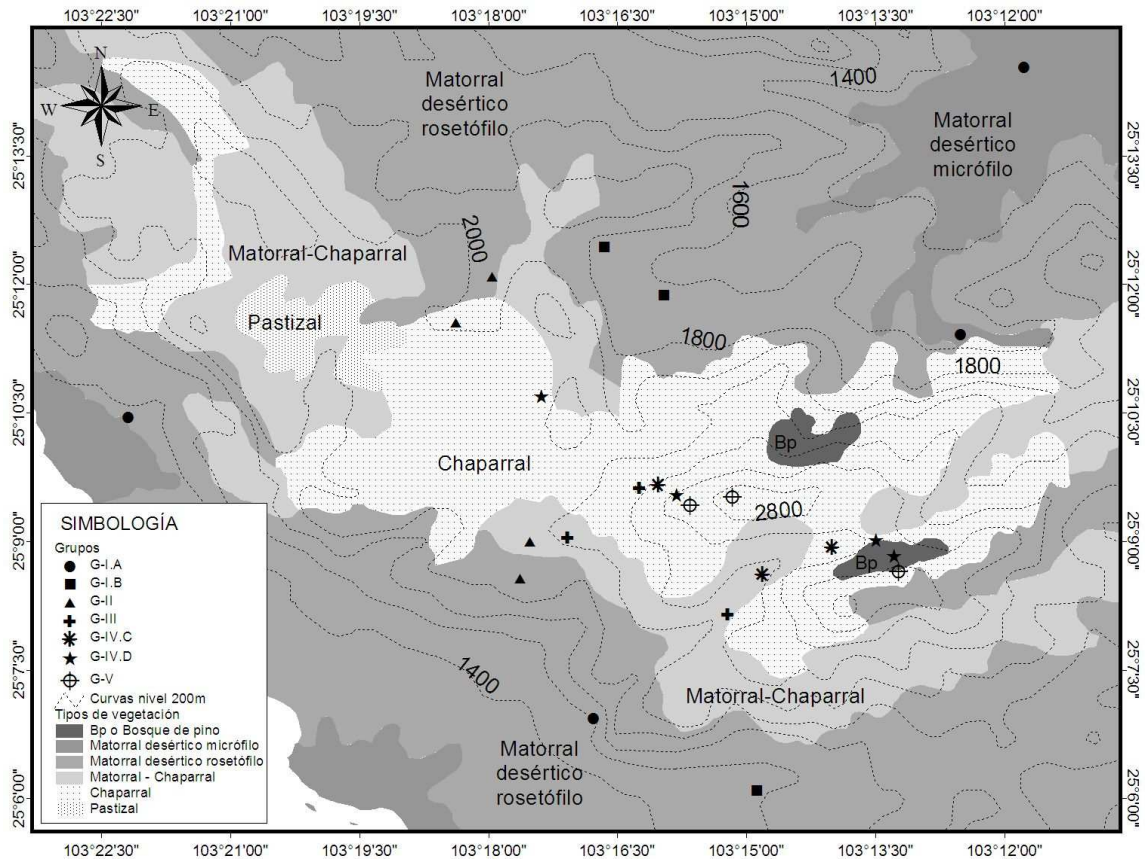 103°22'30" 103°21'00" 103°19'30" 103°18'00" 103°16'30" 103°15'00" 103°13'30" 103°12'00"
N
W E
S
25°13'30"
25°12'00"
25°10'30"
25°9'00"
25°7'30"
25°6'00"
Matorral
desértico
rosetófilo
1400
Matorral
desértico
micrófilo
1600
2000
Matorral-Chaparral
Pastizal
1800
1800
Bp
Chaparral
2800
Bp
1400
Matorral-Chaparral
Matorral
desértico
rosetófilo
SIMBOLOGÍA
Grupos
G-I.A
G-I.B
G-II
G-III
G-IV.C
G-IV.D
G-V
Curvas nivel 200m
Tipos de vegetación
Bp o Bosque de pino
Matorral desértico micrófilo
Matorral desértico rosetófilo
Matorral - Chaparral
Chaparral
Pastizal
25°13'30"
25°12'00"
25°10'30"
25°9'00"
25°7'30"
25°6'00"
103°22'30" 103°21'00" 103°19'30" 103°18'00" 103°16'30" 103°15'00" 103°13'30" 103°12'00"